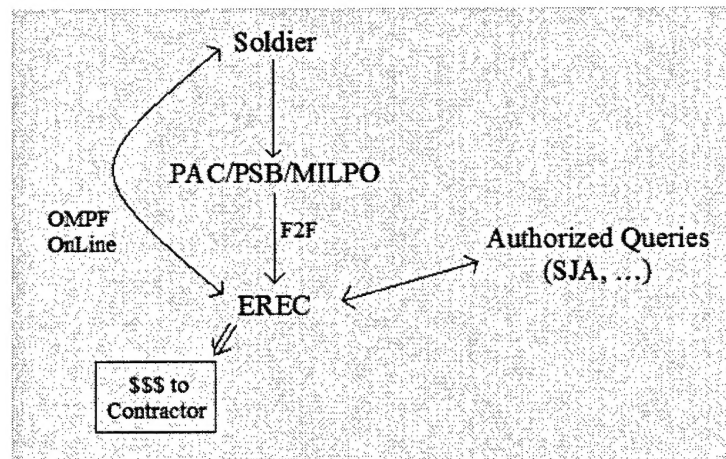 Soldier
PAC/PSB/MILPO
OMPF
OnLine
F2F
Authorized Queries
(SJA, ...)
EREC
$$$ to
Contractor